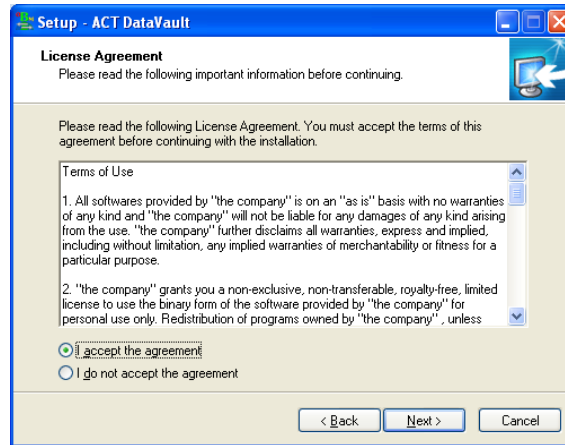 Setup - ACT DataVault
License Agreement
Please read the following important information before continuing.
Please read the following License Agreement. You must accept the terms of this
agreement before continuing with the installation.
Terms of Use
1. All softwares provided by "the company" is on an "as is" basis with no warranties
of any kind and "the company" will not be liable for any damages of any kind arising
from the use. "the company" further disclaims all warranties, express and implied,
including without limitation, any implied warranties of merchantability or fitness for a
particular purpose.
2. "the company" grants you a non-exclusive, non-transferable, royalty-free, limited
license to use the binary form of the software provided by "the company" for
personal use only. Redistribution of programs owned by "the company" , unless
I accept the agreement
I do not accept the agreement
< Back
Next >
Cancel